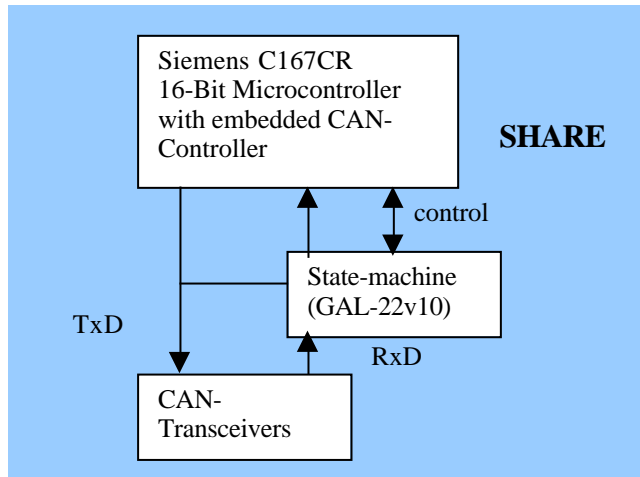 Siemens C167CR
16-Bit Microcontroller
with embedded CAN-
Controller
SHARE
control
State-machine
(GAL-22v10)
TxD
RxD
CAN-
Transceivers